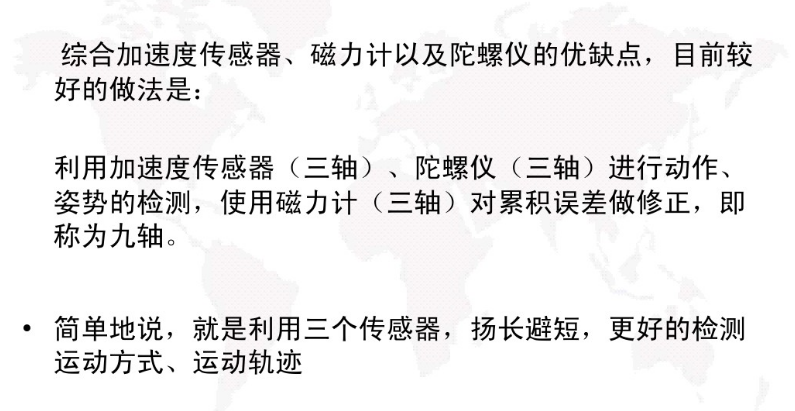 综合加速度传感器、磁力计以及陀螺仪的优缺点，目前较
好的做法是：
利用加速度传感器（三轴）、陀螺仪（三轴）进行动作、
姿势的检测，使用磁力计（三轴）对累积误差做修正，即
称为九轴。
• 简单地说，就是利用三个传感器，扬长避短，更好的检测
运动方式、运动轨迹